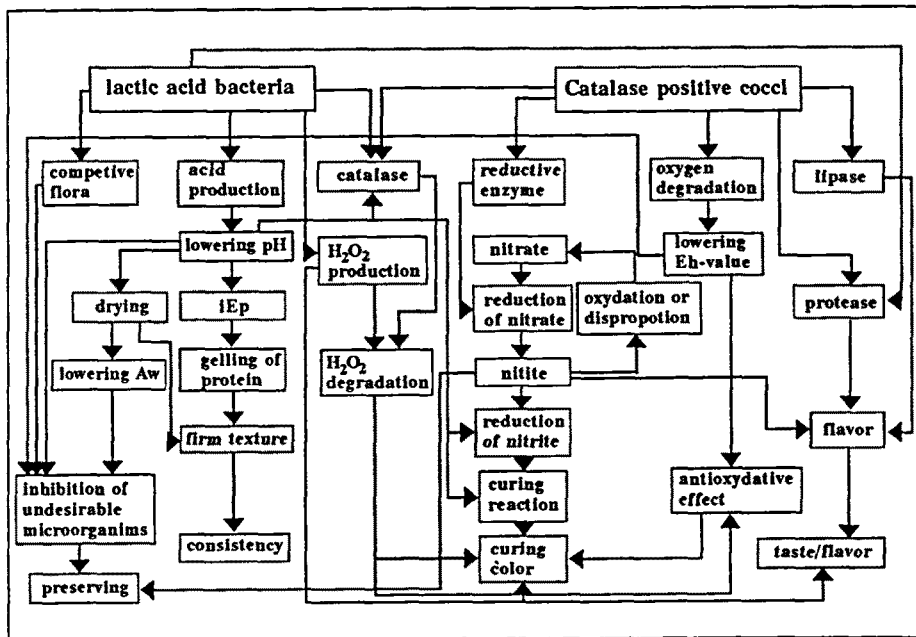 lactic acid bacteria
Catalase positive cocci
competive
flora
acid
production
catalase
reductive
enzyme
oxygen
degradation
lipase
lowering pH
H₂O₂
production
nitrate
lowering
Eh-value
drying
iEp
reduction
of nitrate
oxydation or
dispropotion
protease
lowering Aw
gelling of
protein
H₂O₂
degradation
nitite
firm texture
reduction
of nitrite
flavor
inhibition of
undesirable
microorganims
curing
reaction
antioxydative
effect
consistency
curing
color
taste/flavor
preserving